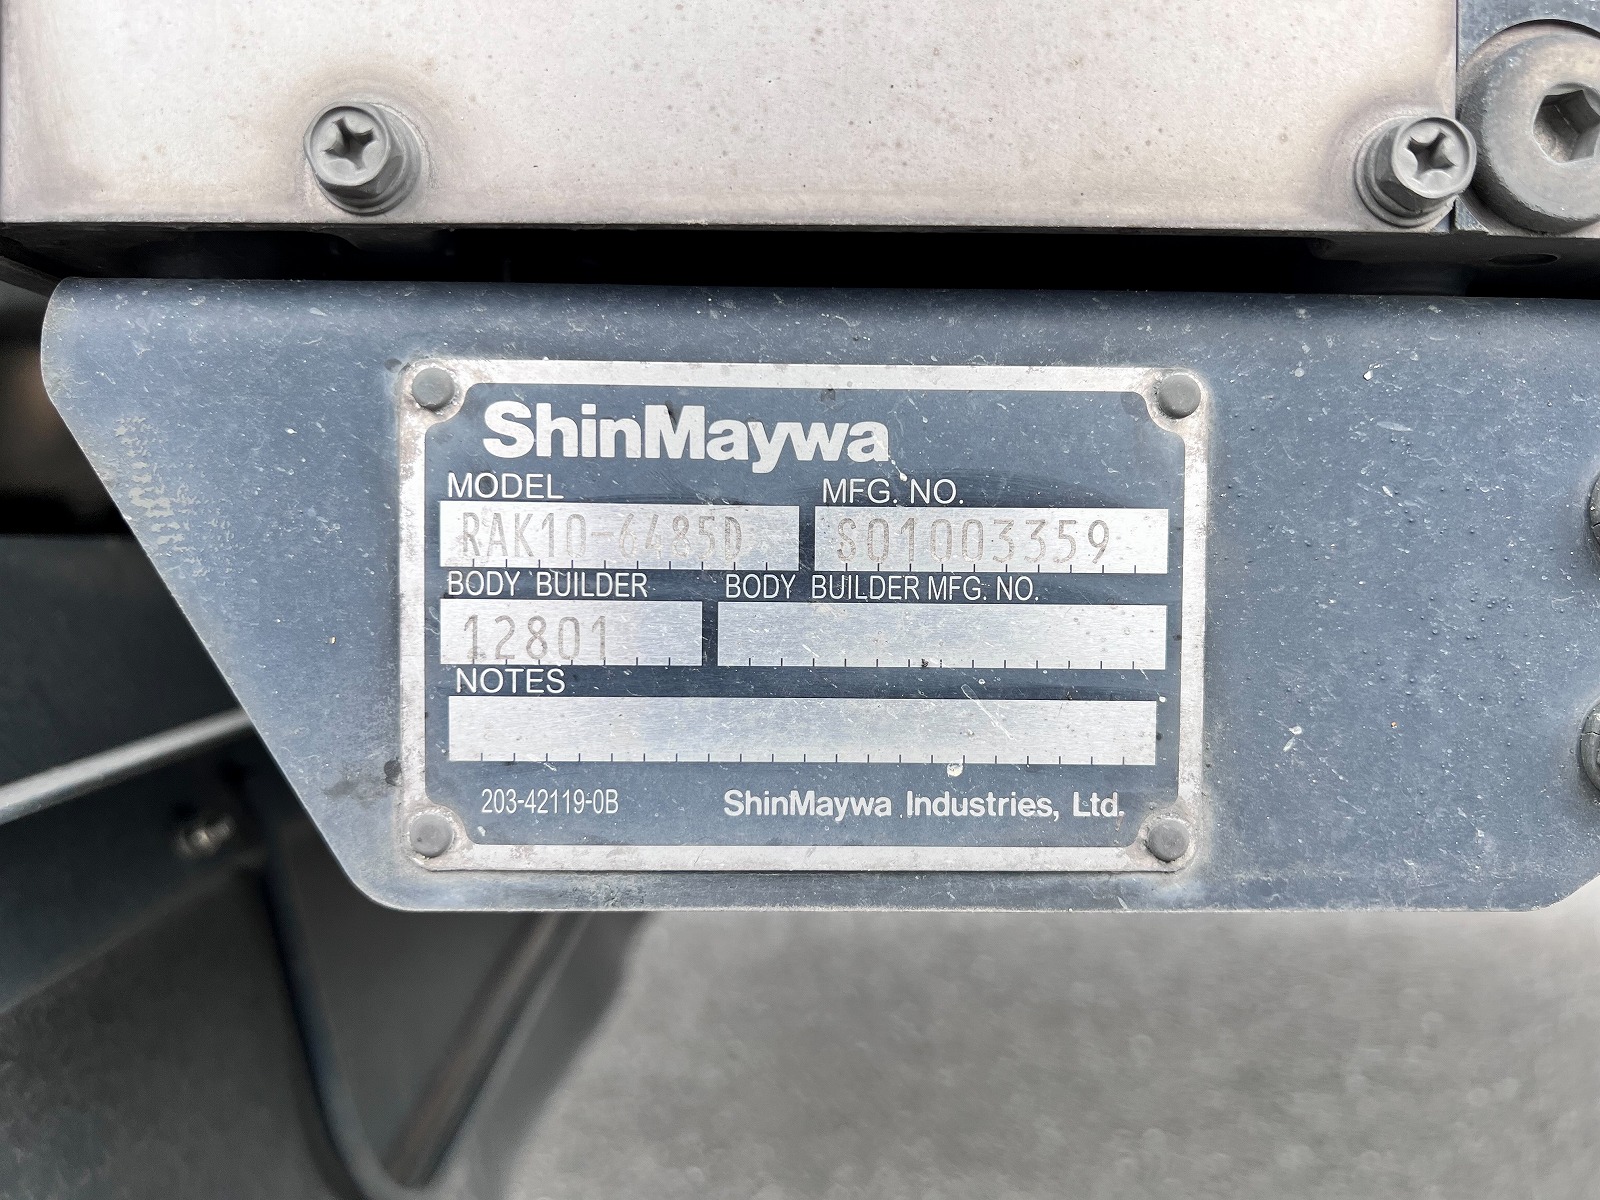 ShinMaywa
MODEL MFG. NO.
RAK10-6485D S01003359
BODY BUILDER BODY BUILDER MFG. NO.
12801
NOTES
203-42119-0B ShinMaywa Industries, Ltd.